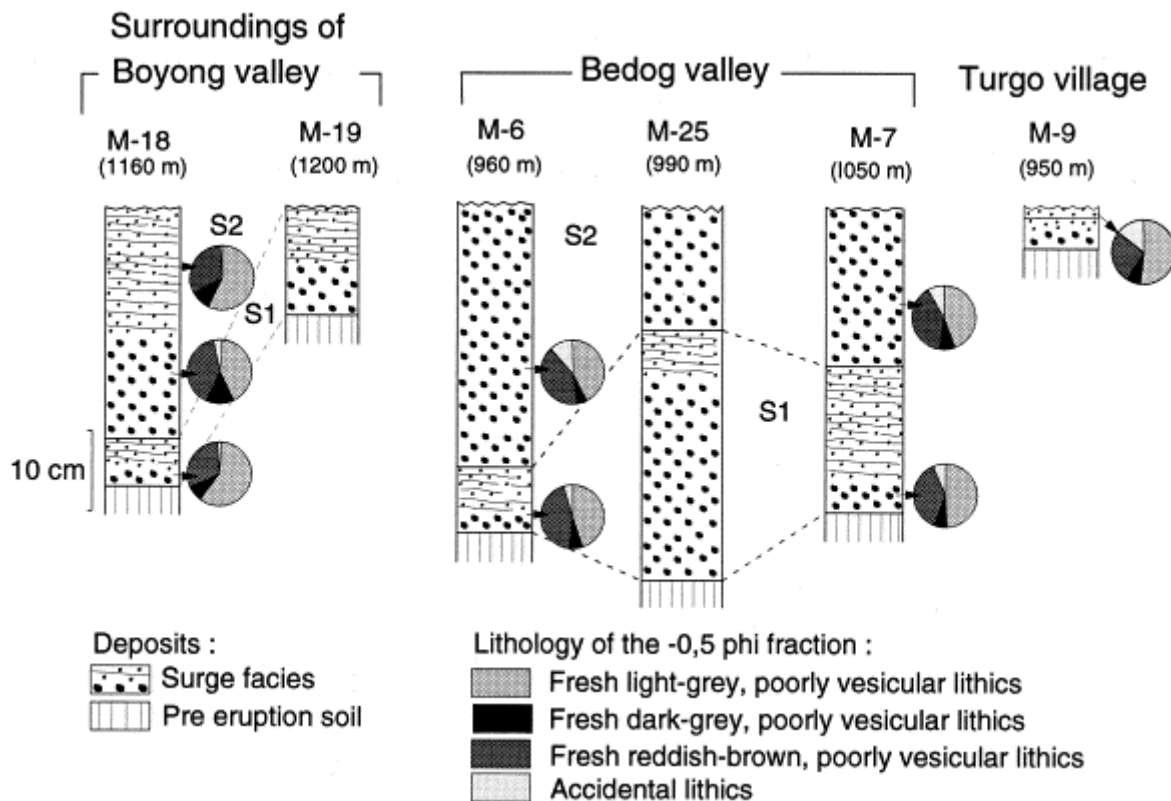 Surroundings of
Boyong valley
Bedog valley
Turgo village
M-18
(1160 m)
M-19
(1200 m)
M-6
(960 m)
M-25
(990 m)
M-7
(l050 m)
M-9
(950 m)
S2
S1
S2
S1
10 cm
Deposits :
Surge facies
Pre eruption soil
Lithology of the -0,5 phi fraction :
Fresh light-grey, poorly vesicular lithics
Fresh dark-grey, poorly vesicular lithics
Fresh reddish-brown, poorly vesicular lithics
Accidental lithics